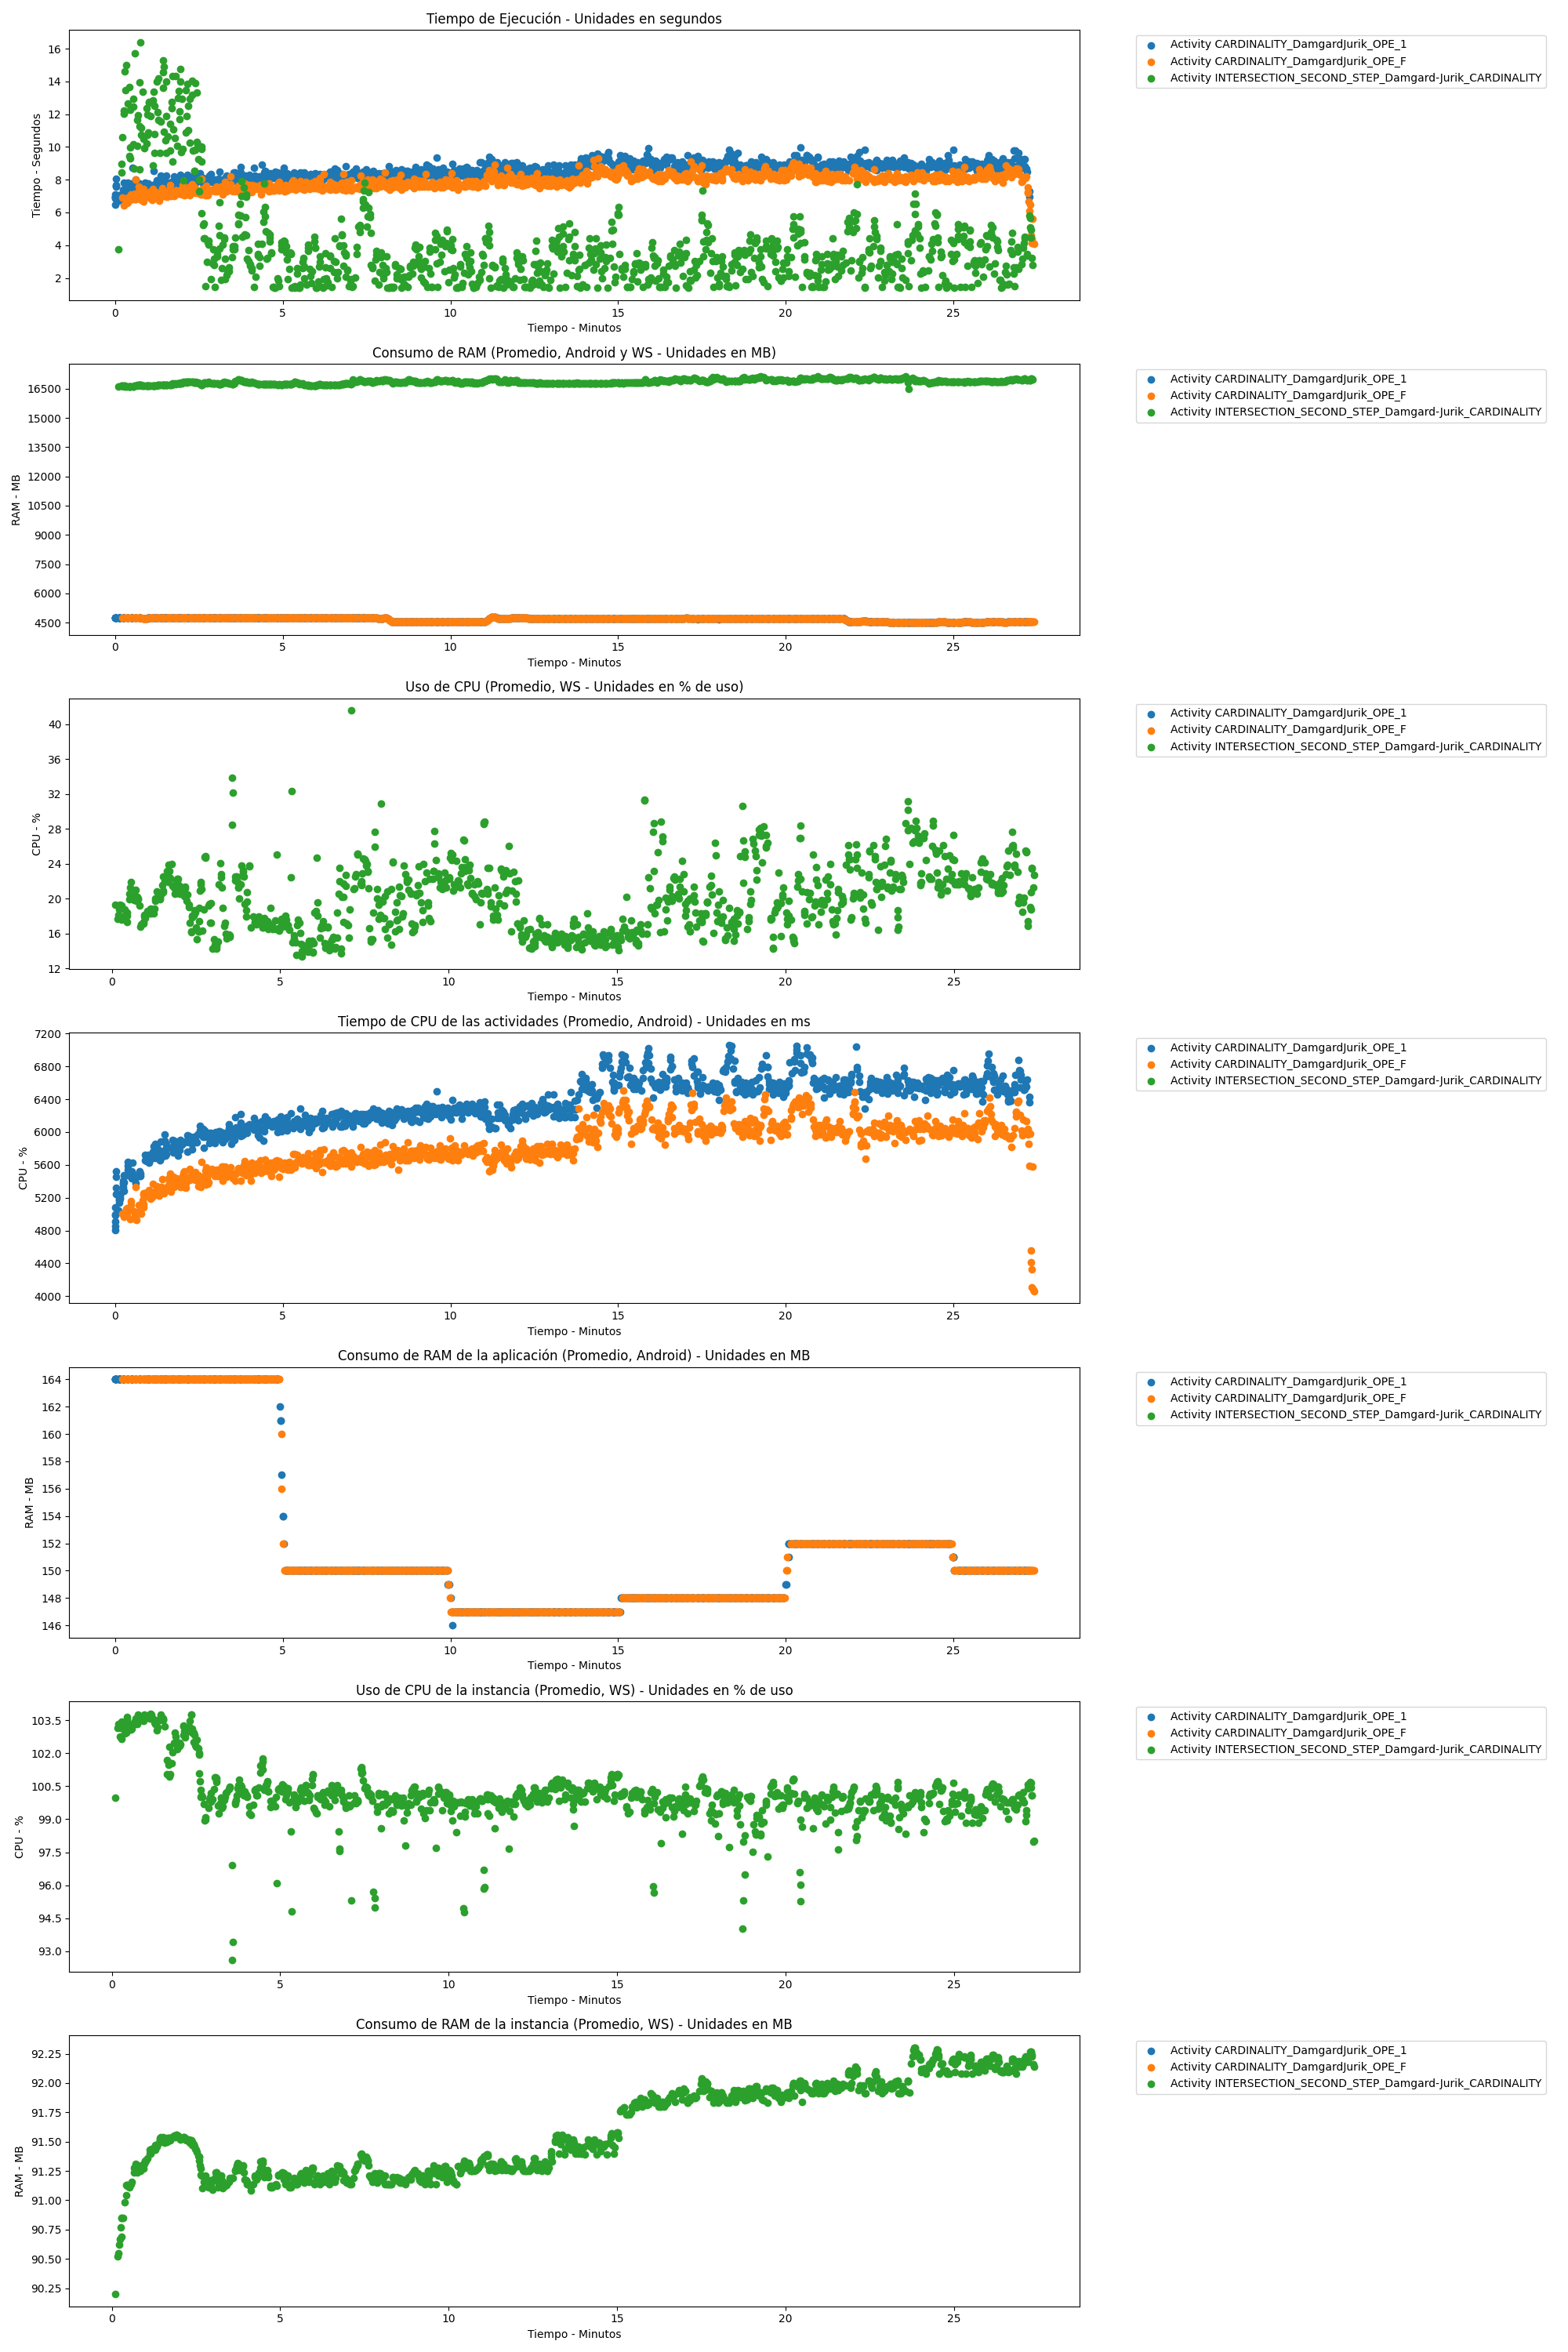 Tiempo de Ejecución - Unidades en segundos
Tiempo - Segundos
16
14
12
10
8
6
4
2
0 5 10 15 20 25
Tiempo - Minutos
Activity CARDINALITY_DamgardJurik_OPE_1
Activity CARDINALITY_DamgardJurik_OPE_F
Activity INTERSECTION_SECOND_STEP_Damgard-Jurik_CARDINALITY
Consumo de RAM (Promedio, Android y WS - Unidades en MB)
RAM - MB
16500
15000
13500
12000
10500
9000
7500
6000
4500
0 5 10 15 20 25
Tiempo - Minutos
Activity CARDINALITY_DamgardJurik_OPE_1
Activity CARDINALITY_DamgardJurik_OPE_F
Activity INTERSECTION_SECOND_STEP_Damgard-Jurik_CARDINALITY
Uso de CPU (Promedio, WS - Unidades en % de uso)
CPU - %
40
36
32
28
24
20
16
12
0 5 10 15 20 25
Tiempo - Minutos
Activity CARDINALITY_DamgardJurik_OPE_1
Activity CARDINALITY_DamgardJurik_OPE_F
Activity INTERSECTION_SECOND_STEP_Damgard-Jurik_CARDINALITY
Tiempo de CPU de las actividades (Promedio, Android) - Unidades en ms
CPU - %
7200
6800
6400
6000
5600
5200
4800
4400
4000
0 5 10 15 20 25
Tiempo - Minutos
Activity CARDINALITY_DamgardJurik_OPE_1
Activity CARDINALITY_DamgardJurik_OPE_F
Activity INTERSECTION_SECOND_STEP_Damgard-Jurik_CARDINALITY
Consumo de RAM de la aplicación (Promedio, Android) - Unidades en MB
RAM - MB
164
162
160
158
156
154
152
150
148
146
0 5 10 15 20 25
Tiempo - Minutos
Activity CARDINALITY_DamgardJurik_OPE_1
Activity CARDINALITY_DamgardJurik_OPE_F
Activity INTERSECTION_SECOND_STEP_Damgard-Jurik_CARDINALITY
Uso de CPU de la instancia (Promedio, WS) - Unidades en % de uso
CPU - %
103.5
102.0
100.5
99.0
97.5
96.0
94.5
93.0
0 5 10 15 20 25
Tiempo - Minutos
Activity CARDINALITY_DamgardJurik_OPE_1
Activity CARDINALITY_DamgardJurik_OPE_F
Activity INTERSECTION_SECOND_STEP_Damgard-Jurik_CARDINALITY
Consumo de RAM de la instancia (Promedio, WS) - Unidades en MB
RAM - MB
92.25
92.00
91.75
91.50
91.25
91.00
90.75
90.50
90.25
0 5 10 15 20 25
Tiempo - Minutos
Activity CARDINALITY_DamgardJurik_OPE_1
Activity CARDINALITY_DamgardJurik_OPE_F
Activity INTERSECTION_SECOND_STEP_Damgard-Jurik_CARDINALITY